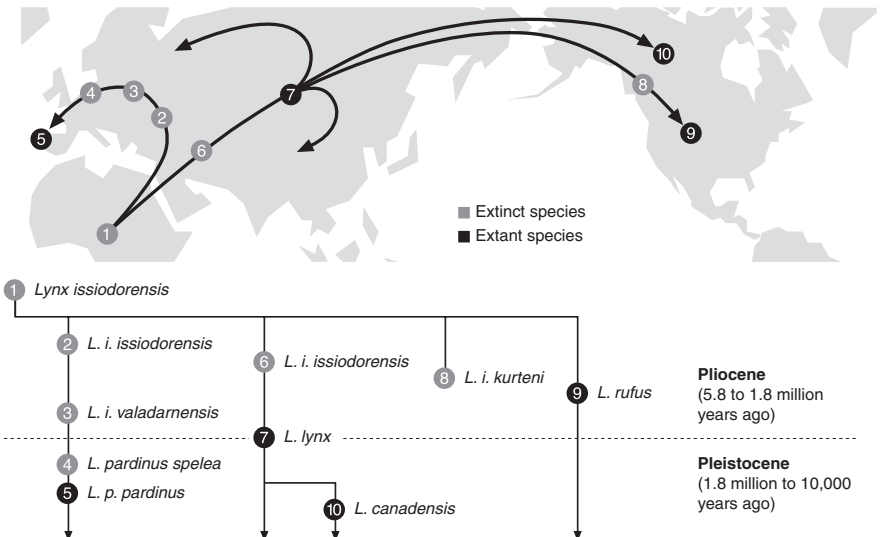 10
7
8
4
3
2
5
9
6
1
Extinct species
Extant species
1 Lynx issiodorensis
2 L. i. issiodorensis
6 L. i. issiodorensis
8 L. i. kurteni
9 L. rufus
Pliocene
(5.8 to 1.8 million
years ago)
3 L. i. valadarnensis
7 L. lynx
4 L. pardinus spelea
5 L. p. pardinus
10 L. canadensis
Pleistocene
(1.8 million to 10,000
years ago)